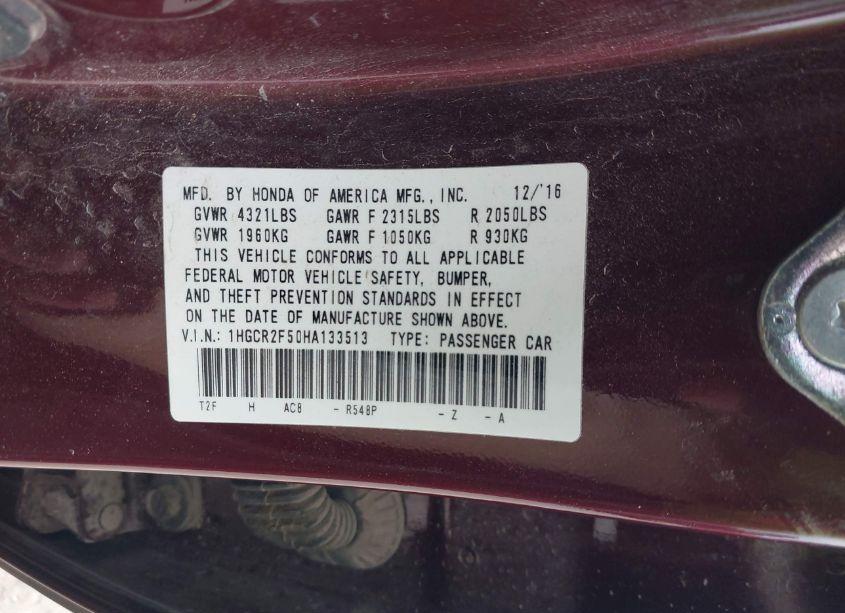 MFD. BY HONDA OF AMERICA MFG., INC. 12/'16
GVWR 4321LBS GAWR F 2315LBS R 2050LBS
GVWR 1960KG GAWR F 1050KG R 930KG
THIS VEHICLE CONFORMS TO ALL APPLICABLE
FEDERAL MOTOR VEHICLE SAFETY, BUMPER,
AND THEFT PREVENTION STANDARDS IN EFFECT
ON THE DATE OF MANUFACTURE SHOWN ABOVE.
V.I.N.: 1HGCR2F50HA133513 TYPE: PASSENGER CAR
T2F H AC8 - R548P - Z - A